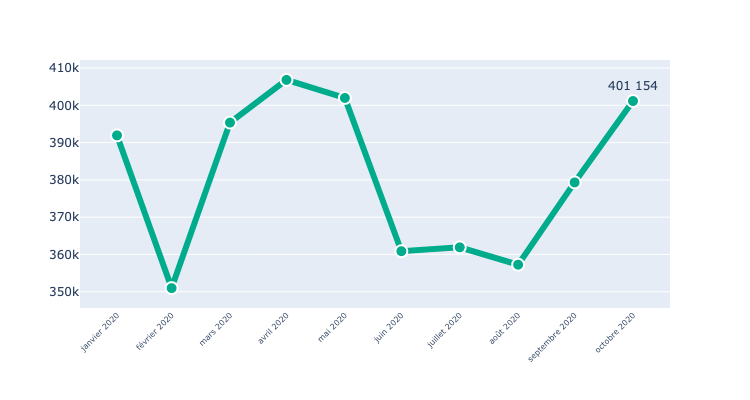 410k
401 154
400k
390k
380k
370k
360k
350k
janvier 2020
février 2020
mars 2020
avril 2020
mai 2020
juin 2020
juillet 2020
août 2020
septembre 2020
octobre 2020